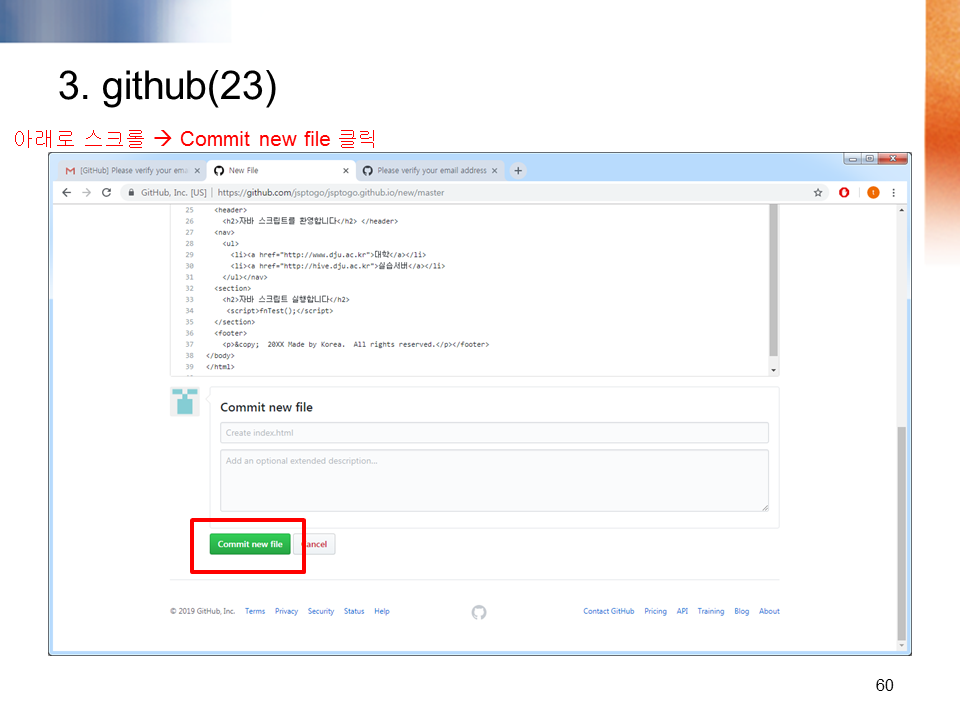 3. github(23)
아래로 스크롤 → Commit new file 클릭
[GitHub] Please verify your ema
New File
Please verify your email address
GitHub, Inc. [US] | https://github.com/jsptogo/jsptogo.github.io/new/master
25 <header>
26 <h2>자바 스크립트를 환영합니다</h2> </header>
27 <nav>
28 <ul>
29 <li><a href="http://www.dju.ac.kr">대학</a></li>
30 <li><a href="http://hive.dju.ac.kr">실습서버</a></li>
31 </ul></nav>
32 <section>
33 <h2>자바 스크립트 실행합니다</h2>
34 <script>fnTest();</script>
35 </section>
36 <footer>
37 <p>&copy; 20XX Made by Korea. All rights reserved.</p></footer>
38 </body>
39 </html>
Commit new file
Create index.html
Add an optional extended description...
Commit new file
Cancel
© 2019 GitHub, Inc. Terms Privacy Security Status Help
Contact GitHub Pricing API Training Blog About
60